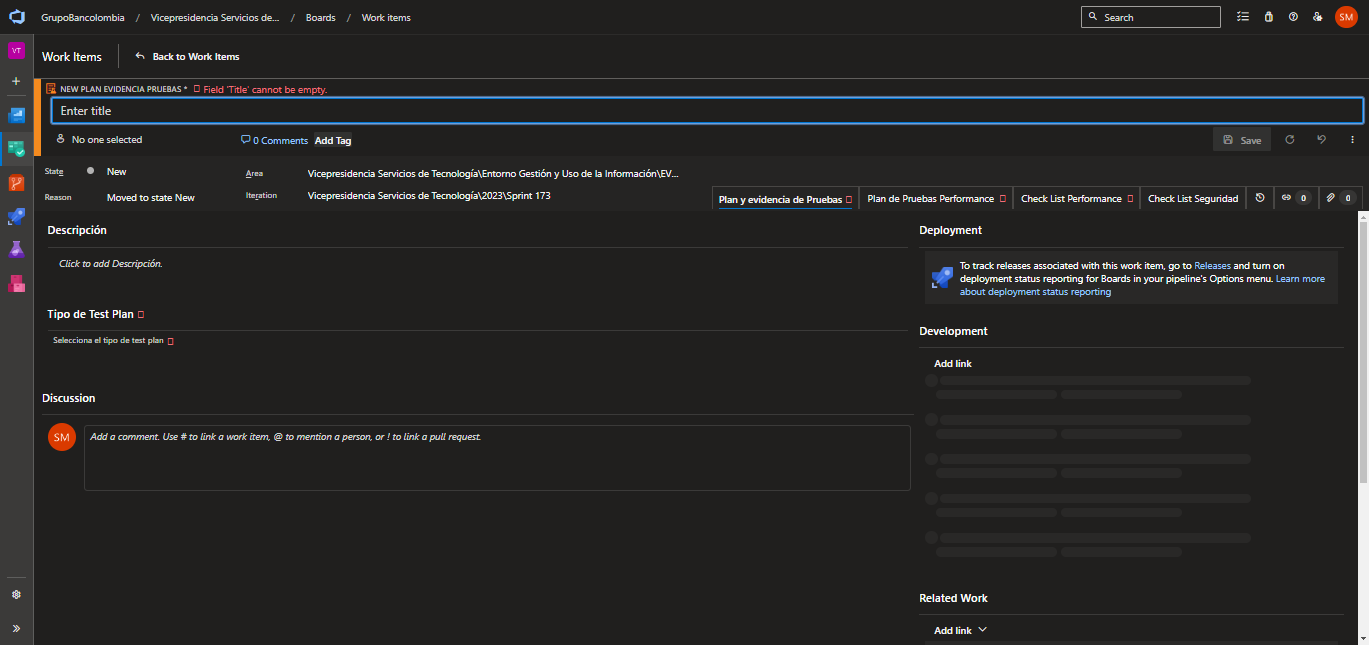 GrupoBancolombia / Vicepresidencia Servicios de... / Boards / Work items
Search
SM
VT
Work Items
Back to Work Items
NEW PLAN EVIDENCIA PRUEBAS * Field 'Title' cannot be empty.
Enter title
No one selected
0 Comments
Add Tag
Save
State
New
Area
Vicepresidencia Servicios de Tecnología\Entorno Gestión y Uso de la Información\EV...
Reason
Moved to state New
Iteration
Vicepresidencia Servicios de Tecnología\2023\Sprint 173
Plan y evidencia de Pruebas
Plan de Pruebas Performance
Check List Performance
Check List Seguridad
0
0
Descripción
Click to add Descripción.
Tipo de Test Plan
Selecciona el tipo de test plan
Discussion
SM
Add a comment. Use # to link a work item, @ to mention a person, or ! to link a pull request.
Deployment
To track releases associated with this work item, go to Releases and turn on
deployment status reporting for Boards in your pipeline's Options menu. Learn more
about deployment status reporting
Development
Add link
Related Work
Add link